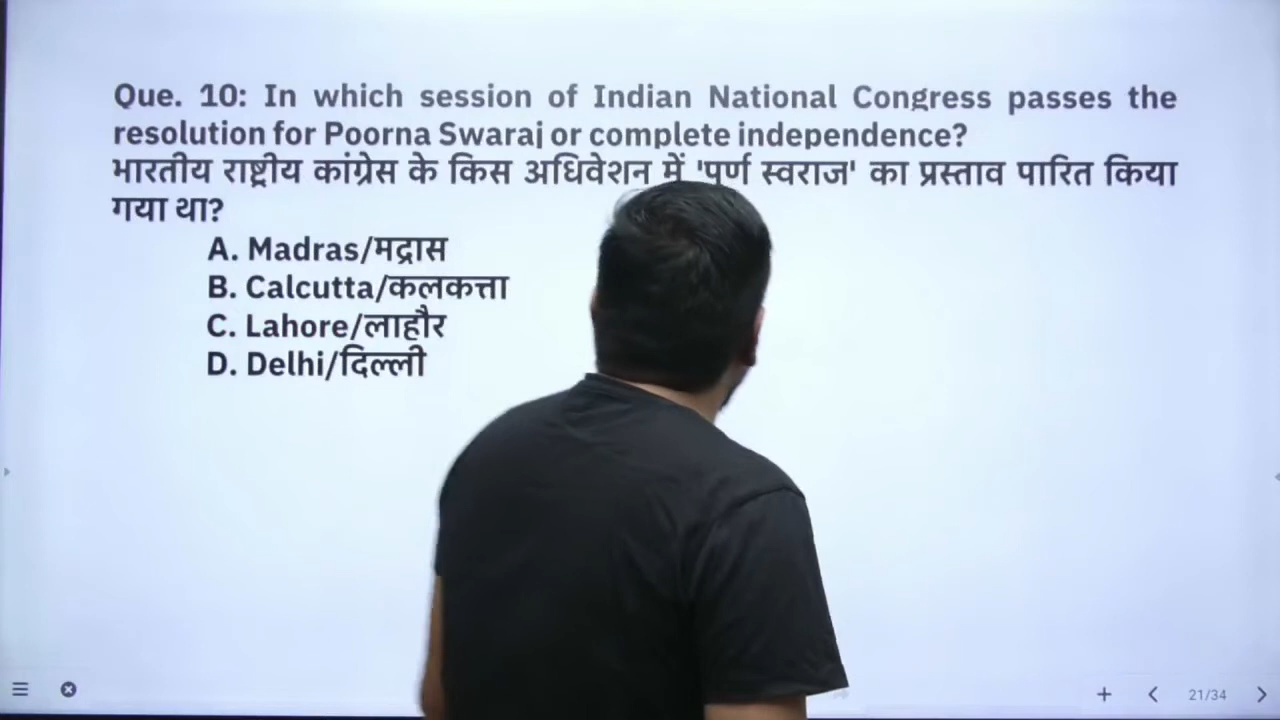 Que. 10: In which session of Indian National Congress passes the
resolution for Poorna Swaraj or complete independence?
भारतीय राष्ट्रीय कांग्रेस के किस अधिवेशन में 'पूर्ण स्वराज' का प्रस्ताव पारित किया
गया था?
A. Madras/मद्रास
B. Calcutta/कलकत्ता
C. Lahore/लाहौर
D. Delhi/दिल्ली
21/34